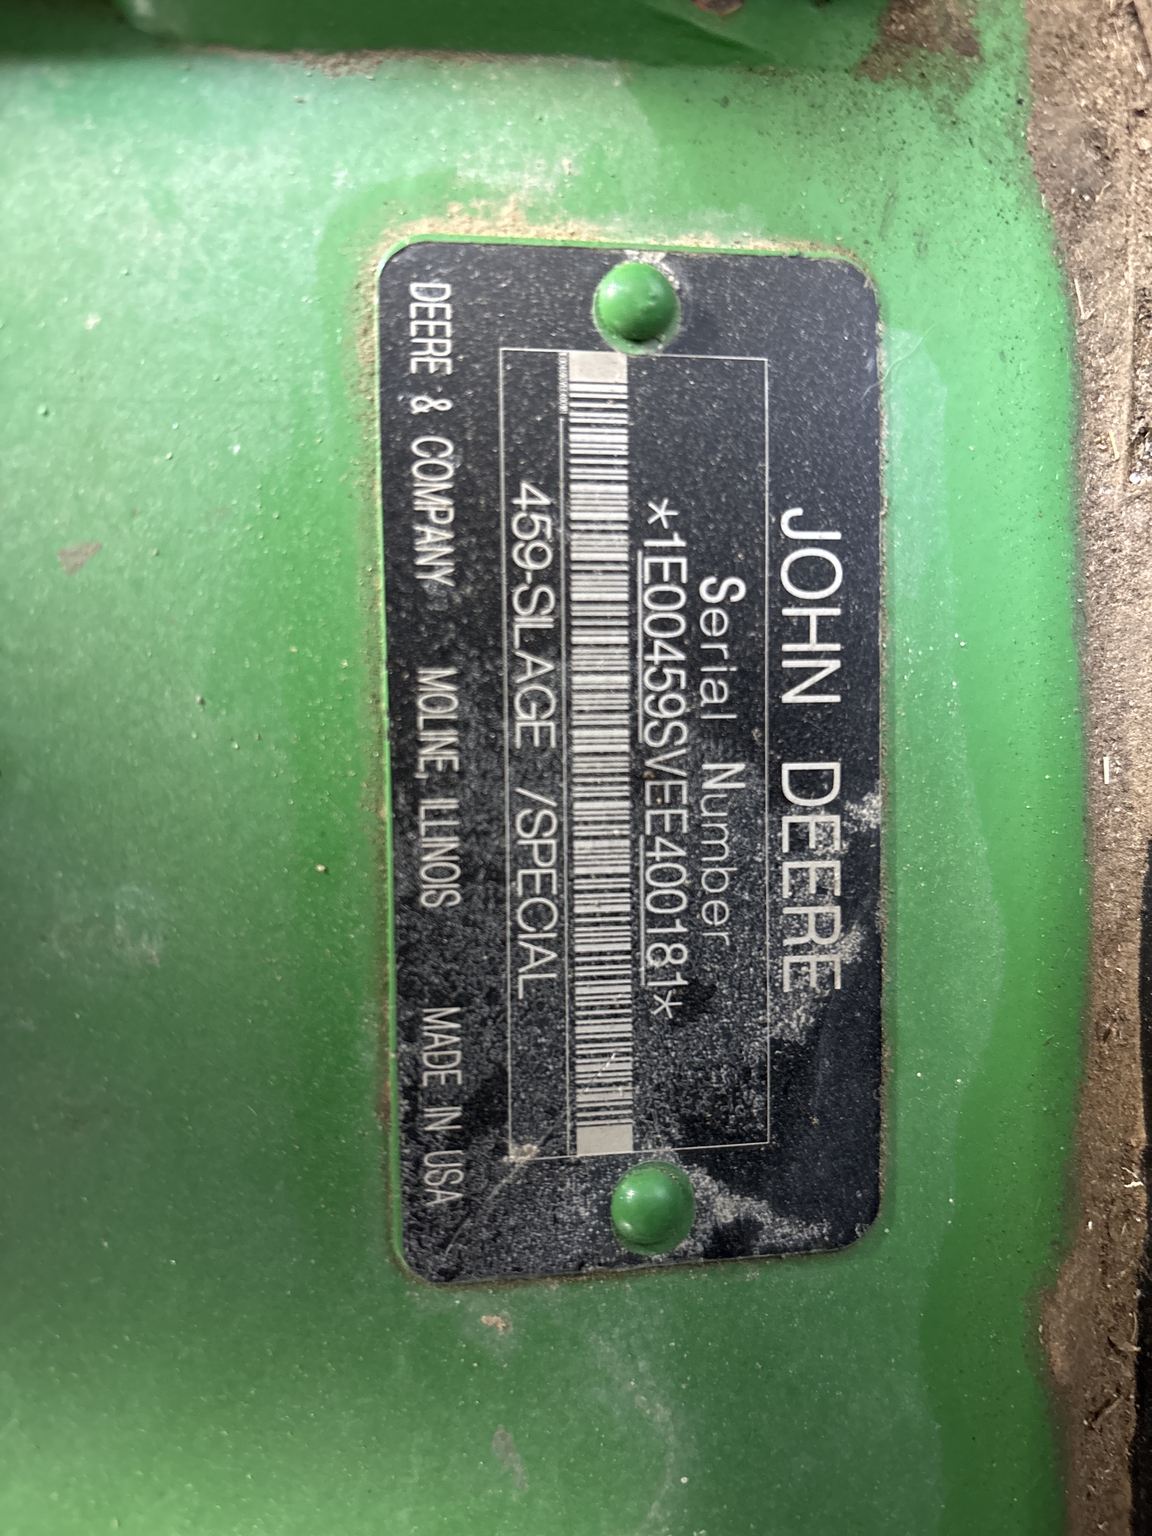 JOHN DEERE
Serial Number
*1E00459SVEE400181*
459-SILAGE /SPECIAL
DEERE & COMPANY MOLINE, ILLINOIS MADE IN USA